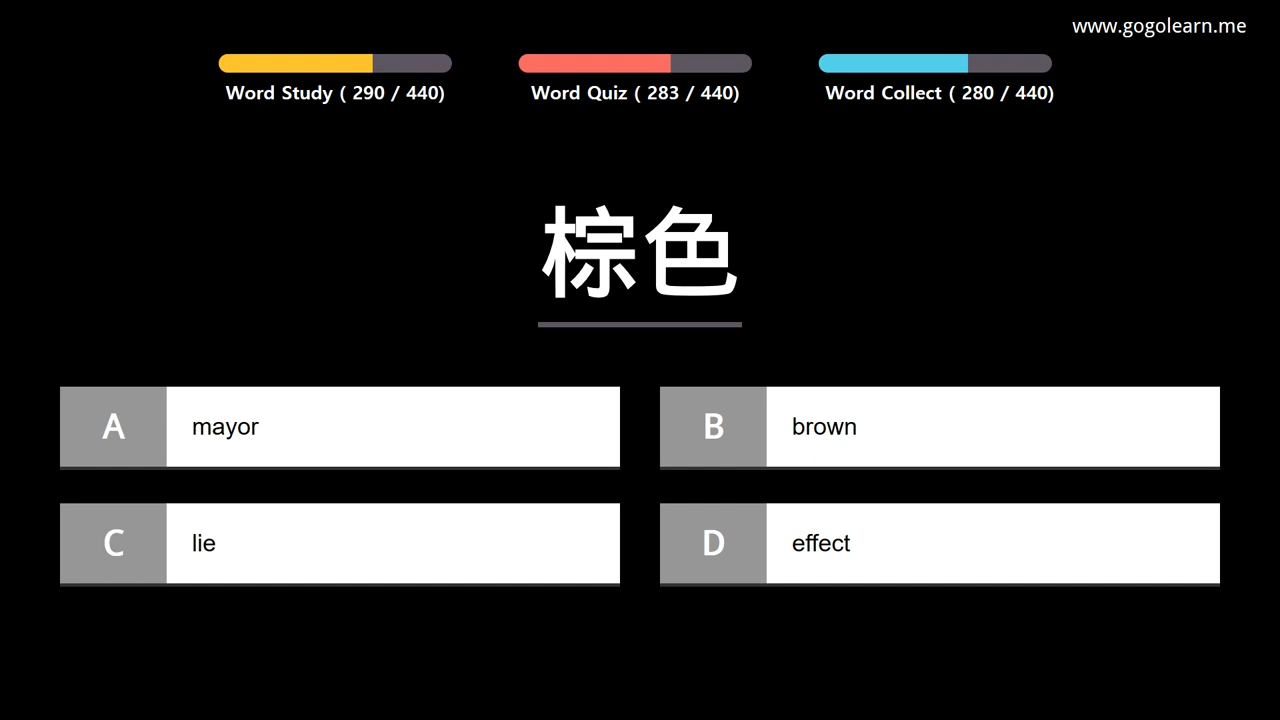 www.gogolearn.me
Word Study ( 290 / 440)
Word Quiz ( 283 / 440)
Word Collect ( 280 / 440)
棕色
A
mayor
B
brown
C
lie
D
effect